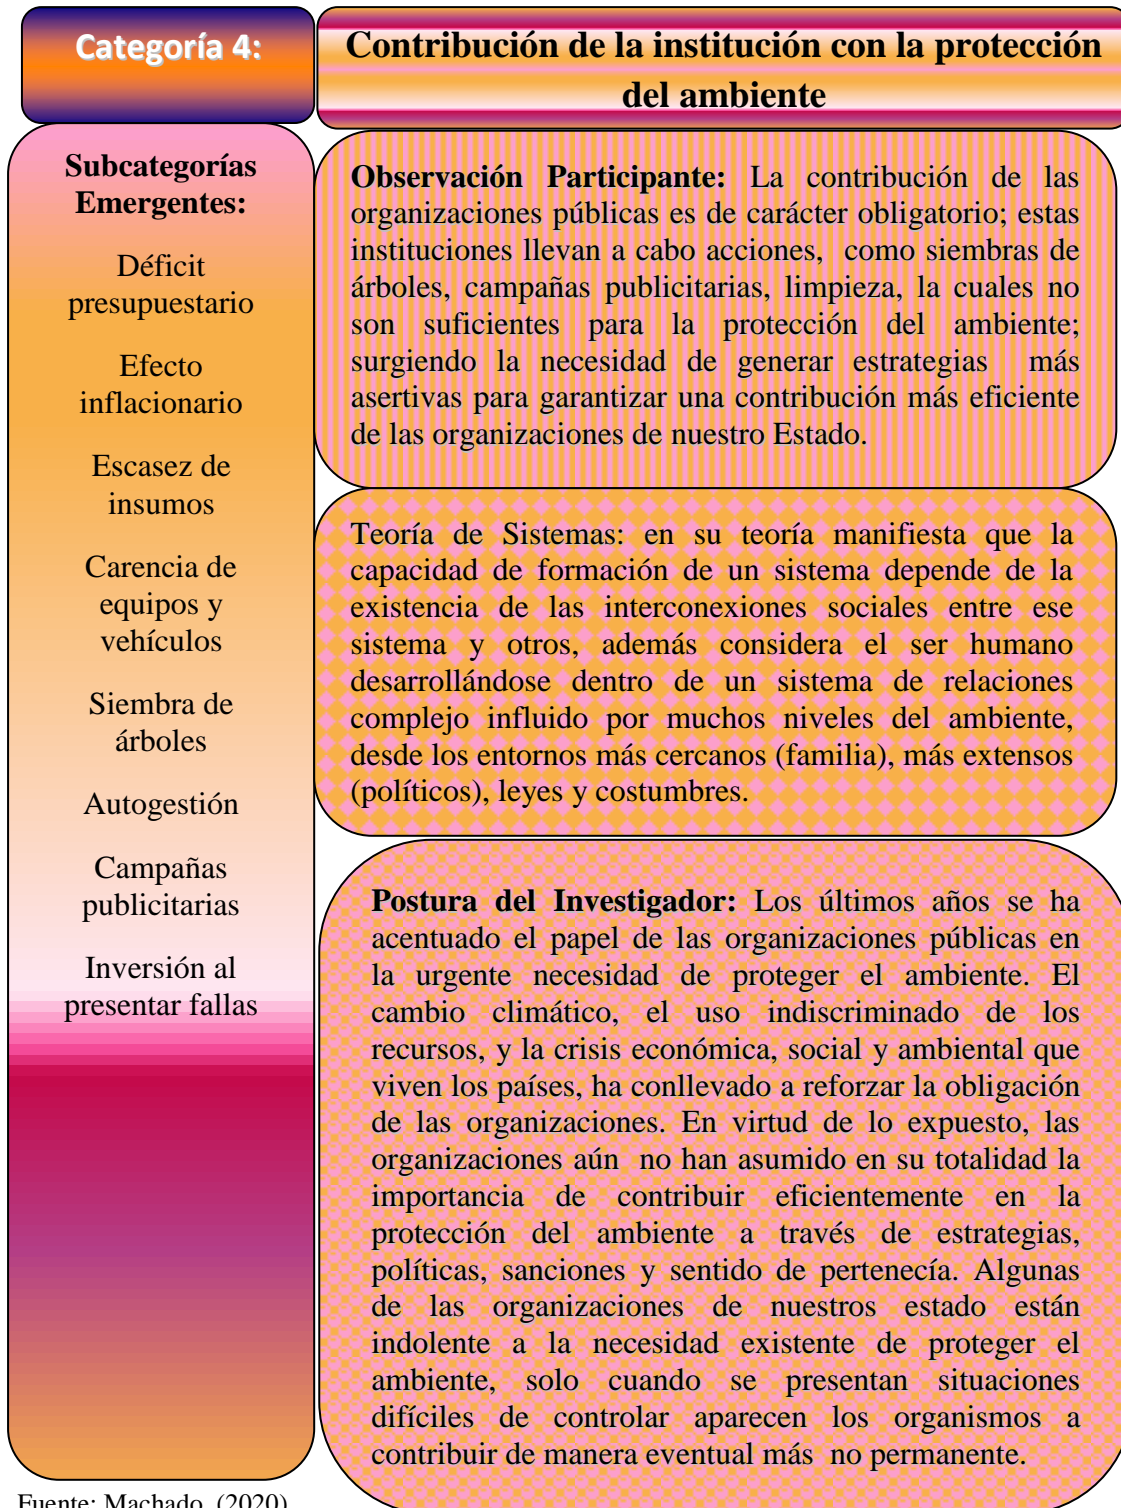 Categoría 4:
Contribución de la institución con la protección
del ambiente
Subcategorías
Emergentes:
Déficit
presupuestario
Efecto
inflacionario
Escasez de
insumos
Carencia de
equipos y
vehículos
Siembra de
árboles
Autogestión
Campañas
publicitarias
Inversión al
presentar fallas
Observación Participante: La contribución de las
organizaciones públicas es de carácter obligatorio; estas
instituciones llevan a cabo acciones, como siembras de
árboles, campañas publicitarias, limpieza, la cuales no
son suficientes para la protección del ambiente;
surgiendo la necesidad de generar estrategias más
asertivas para garantizar una contribución más eficiente
de las organizaciones de nuestro Estado.
Teoría de Sistemas: en su teoría manifiesta que la
capacidad de formación de un sistema depende de la
existencia de las interconexiones sociales entre ese
sistema y otros, además considera el ser humano
desarrollándose dentro de un sistema de relaciones
complejo influido por muchos niveles del ambiente,
desde los entornos más cercanos (familia), más extensos
(políticos), leyes y costumbres.
Postura del Investigador: Los últimos años se ha
acentuado el papel de las organizaciones públicas en
la urgente necesidad de proteger el ambiente. El
cambio climático, el uso indiscriminado de los
recursos, y la crisis económica, social y ambiental que
viven los países, ha conllevado a reforzar la obligación
de las organizaciones. En virtud de lo expuesto, las
organizaciones aún no han asumido en su totalidad la
importancia de contribuir eficientemente en la
protección del ambiente a través de estrategias,
políticas, sanciones y sentido de pertenecía. Algunas
de las organizaciones de nuestros estado están
indolente a la necesidad existente de proteger el
ambiente, solo cuando se presentan situaciones
difíciles de controlar aparecen los organismos a
contribuir de manera eventual más no permanente.
Fuente: Machado, (2020)